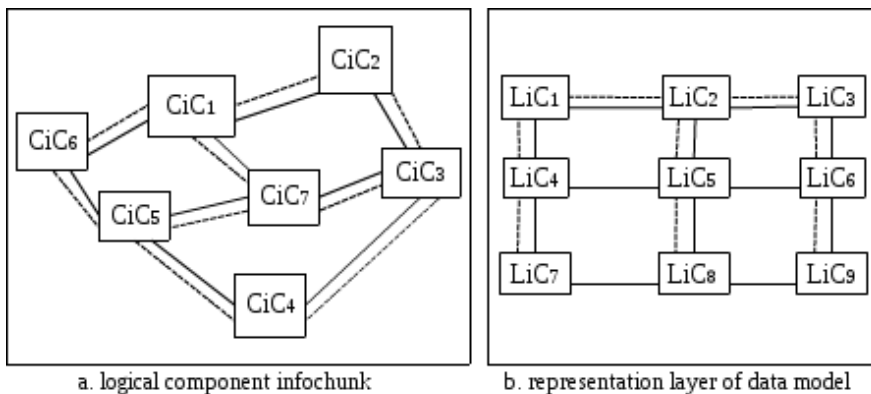 CiC2
CiC1
CiC6
CiC3
CiC7
CiC5
CiC4
a. logical component infochunk
LiC1 LiC2 LiC3
LiC4 LiC5 LiC6
LiC7 LiC8 LiC9
b. representation layer of data model